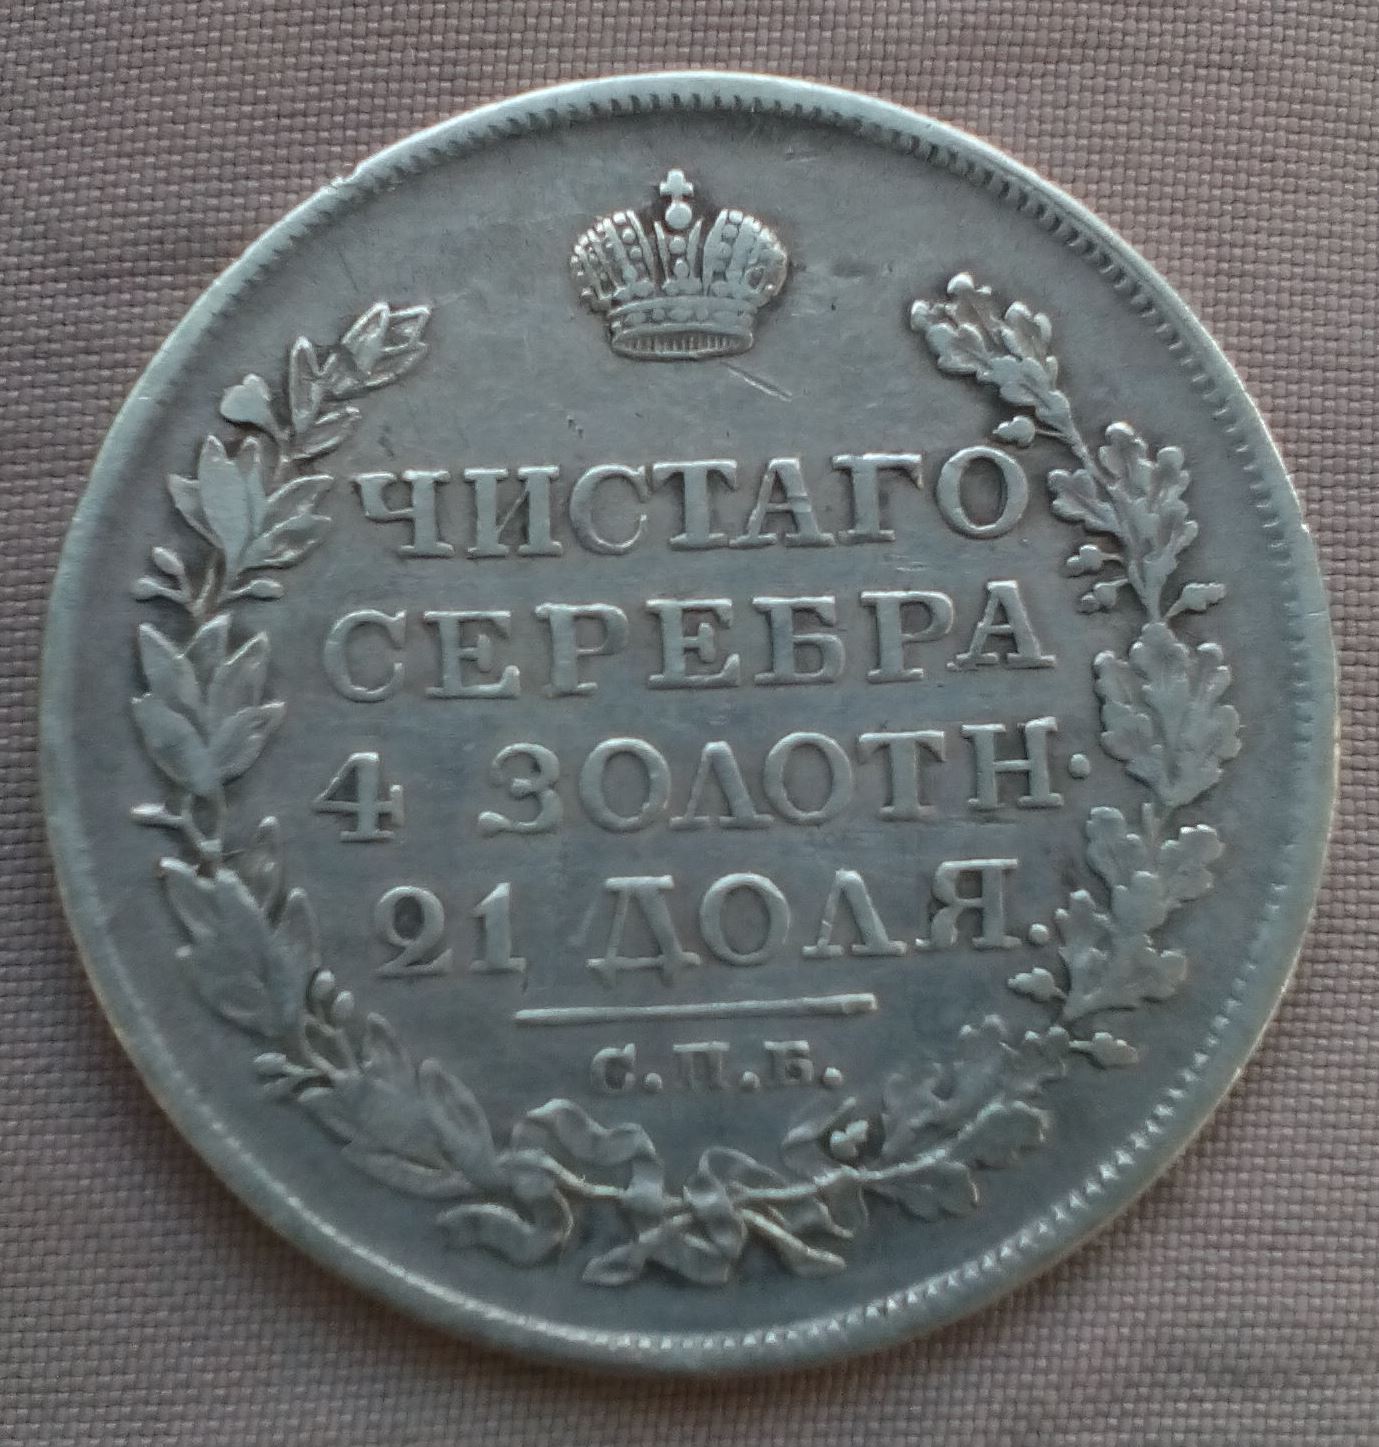 ЧИСТАГО
СЕРЕБРА
4 ЗОЛОТН.
21 ДОЛЯ.
С.П.Б.